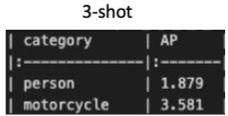 3-shot
| category | AP
|:---------------|:-------
| person | 1.879
| motorcycle | 3.581